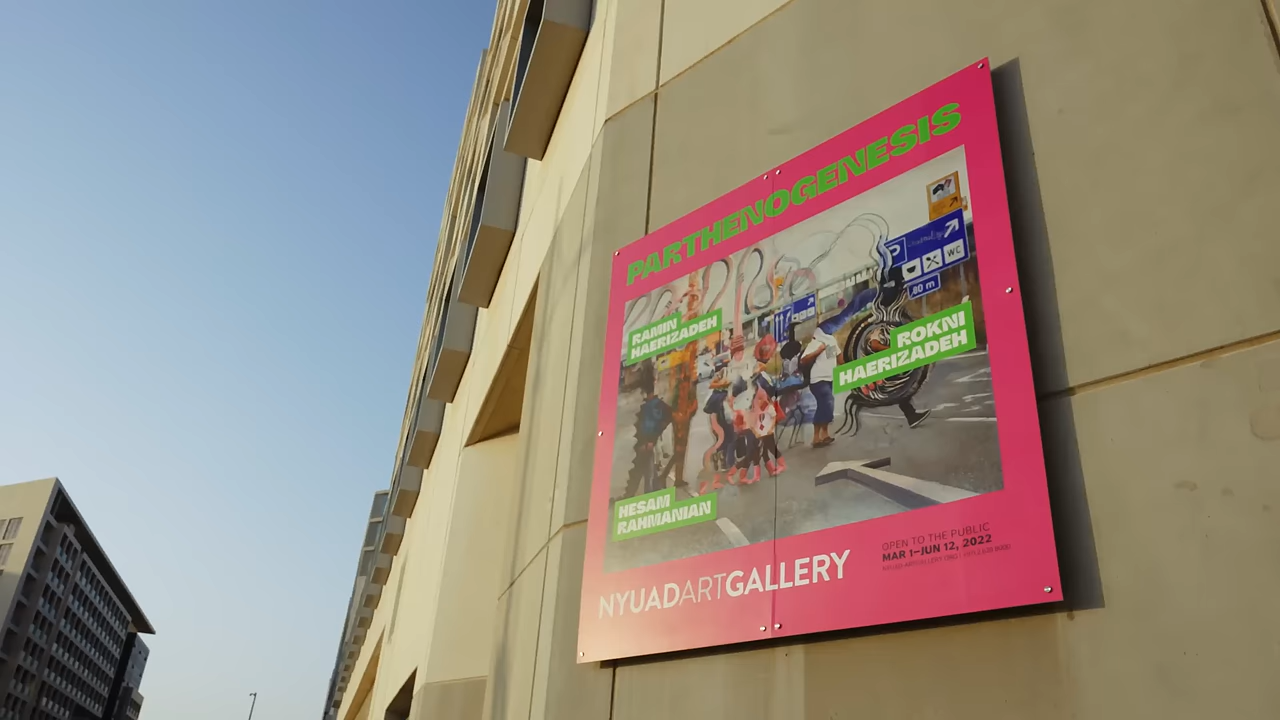 PARTHENOGENESIS
P
WC
80 m
RAMIN
HAERIZADEH
ROKNI
HAERIZADEH
HESAM
RAHMANIAN
NYUADARTGALLERY
OPEN TO THE PUBLIC
MAR 1–JUN 12, 2022